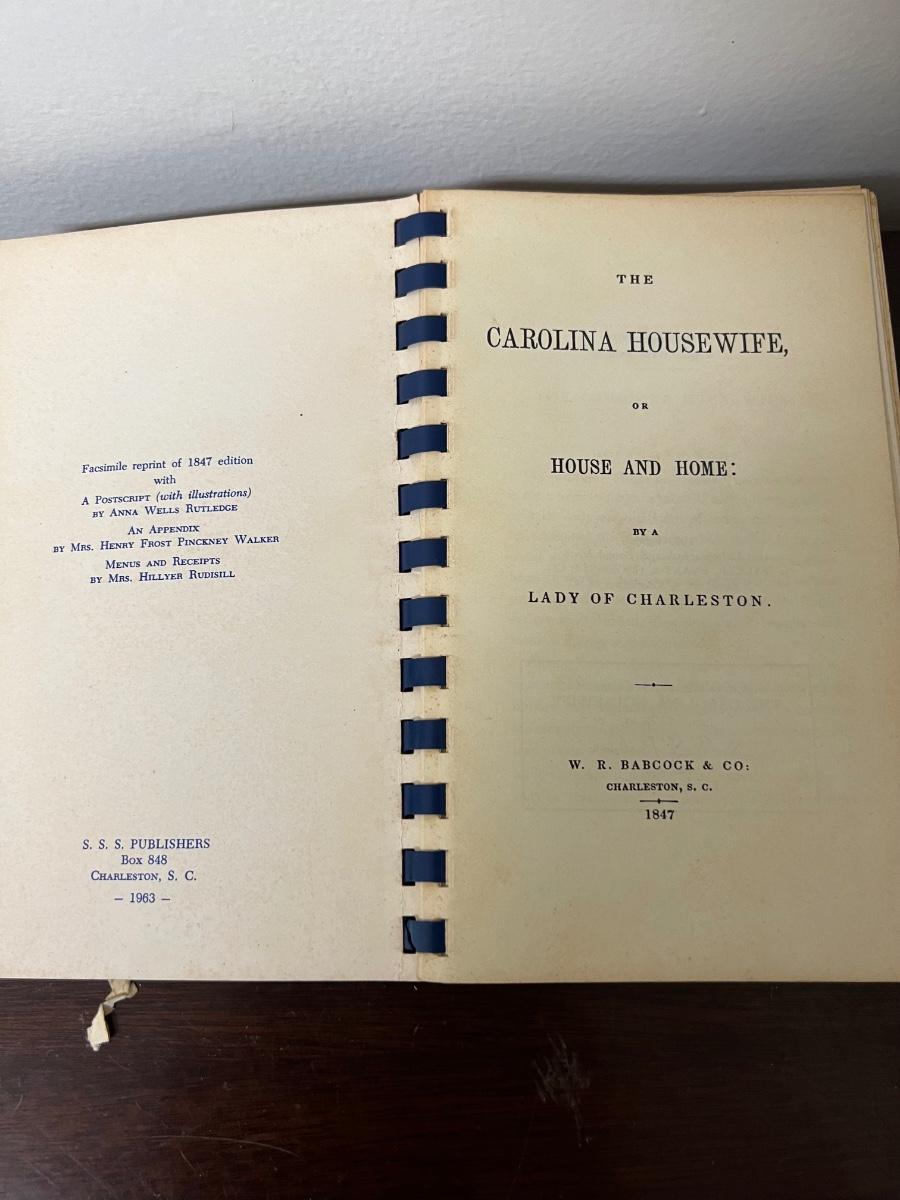 Facsimile reprint of 1847 edition
with
A Postscript (with illustrations)
by Anna Wells Rutledge
An Appendix
by Mrs. Henry Frost Pinckney Walker
Menus and Receipts
by Mrs. Hillyer Rudisill
S. S. S. PUBLISHERS
Box 848
Charleston, S. C.
– 1963 –
THE
CAROLINA HOUSEWIFE,
OR
HOUSE AND HOME:
BY A
LADY OF CHARLESTON.
W. R. BABCOCK & CO:
CHARLESTON, S. C.
1847